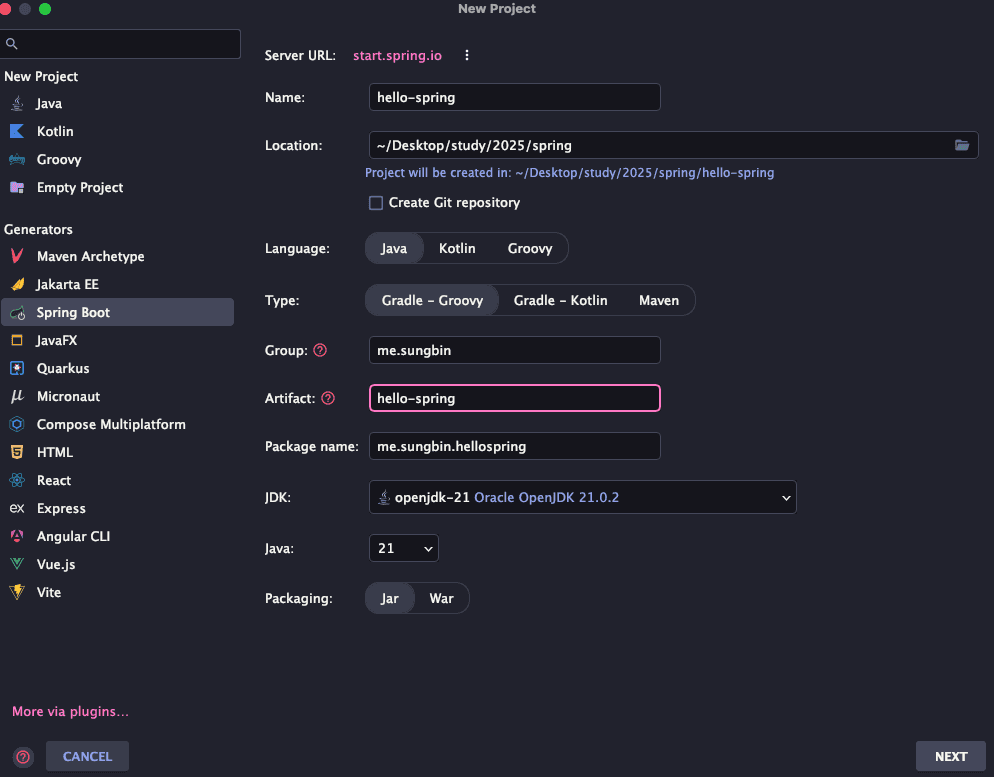 New Project
Server URL: start.spring.io
New Project
Java
Kotlin
Groovy
Empty Project
Generators
Maven Archetype
Jakarta EE
Spring Boot
JavaFX
Quarkus
Micronaut
Compose Multiplatform
HTML
React
Express
Angular CLI
Vue.js
Vite
More via plugins...
Name: hello-spring
Location: ~/Desktop/study/2025/spring
Project will be created in: ~/Desktop/study/2025/spring/hello-spring
Create Git repository
Language: Java Kotlin Groovy
Type: Gradle - Groovy Gradle - Kotlin Maven
Group: me.sungbin
Artifact: hello-spring
Package name: me.sungbin.hellospring
JDK: openjdk-21 Oracle OpenJDK 21.0.2
Java: 21
Packaging: Jar War
CANCEL
NEXT